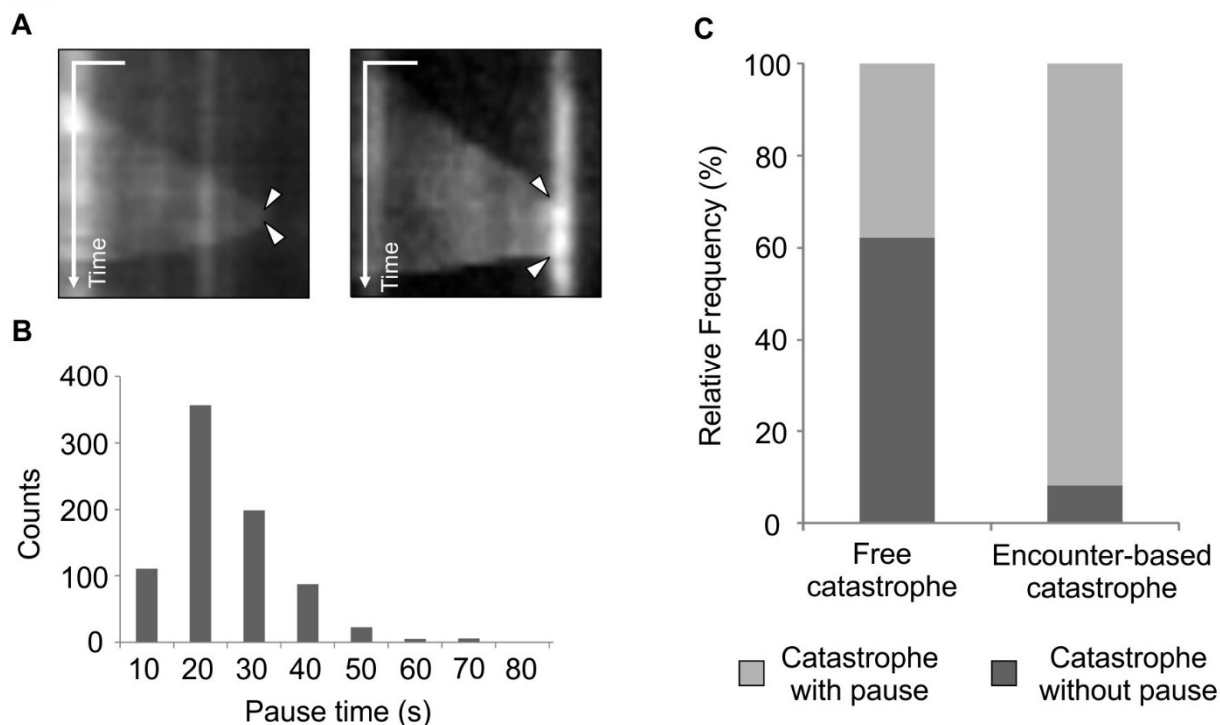 A
Time
Time
B
Counts
400
300
200
100
0
10 20 30 40 50 60 70 80
Pause time (s)
C
Relative Frequency (%)
100
80
60
40
20
0
Free
catastrophe
Encounter-based
catastrophe
Catastrophe
with pause
Catastrophe
without pause